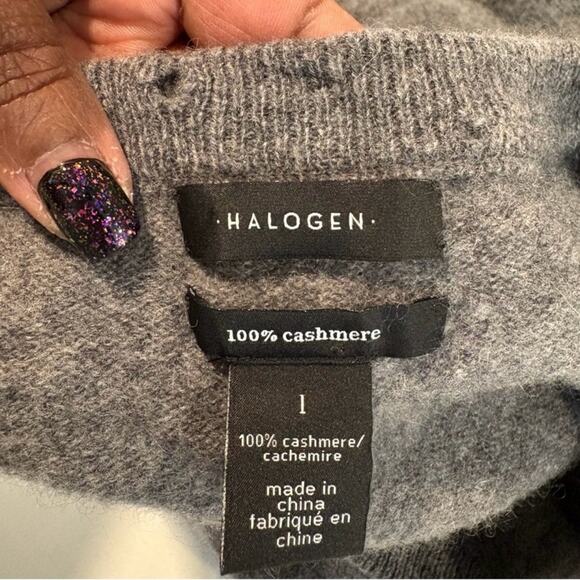 ·HALOGEN·
100% cashmere
l
100% cashmere/
cachemire
made in
china
fabriqué en
chine